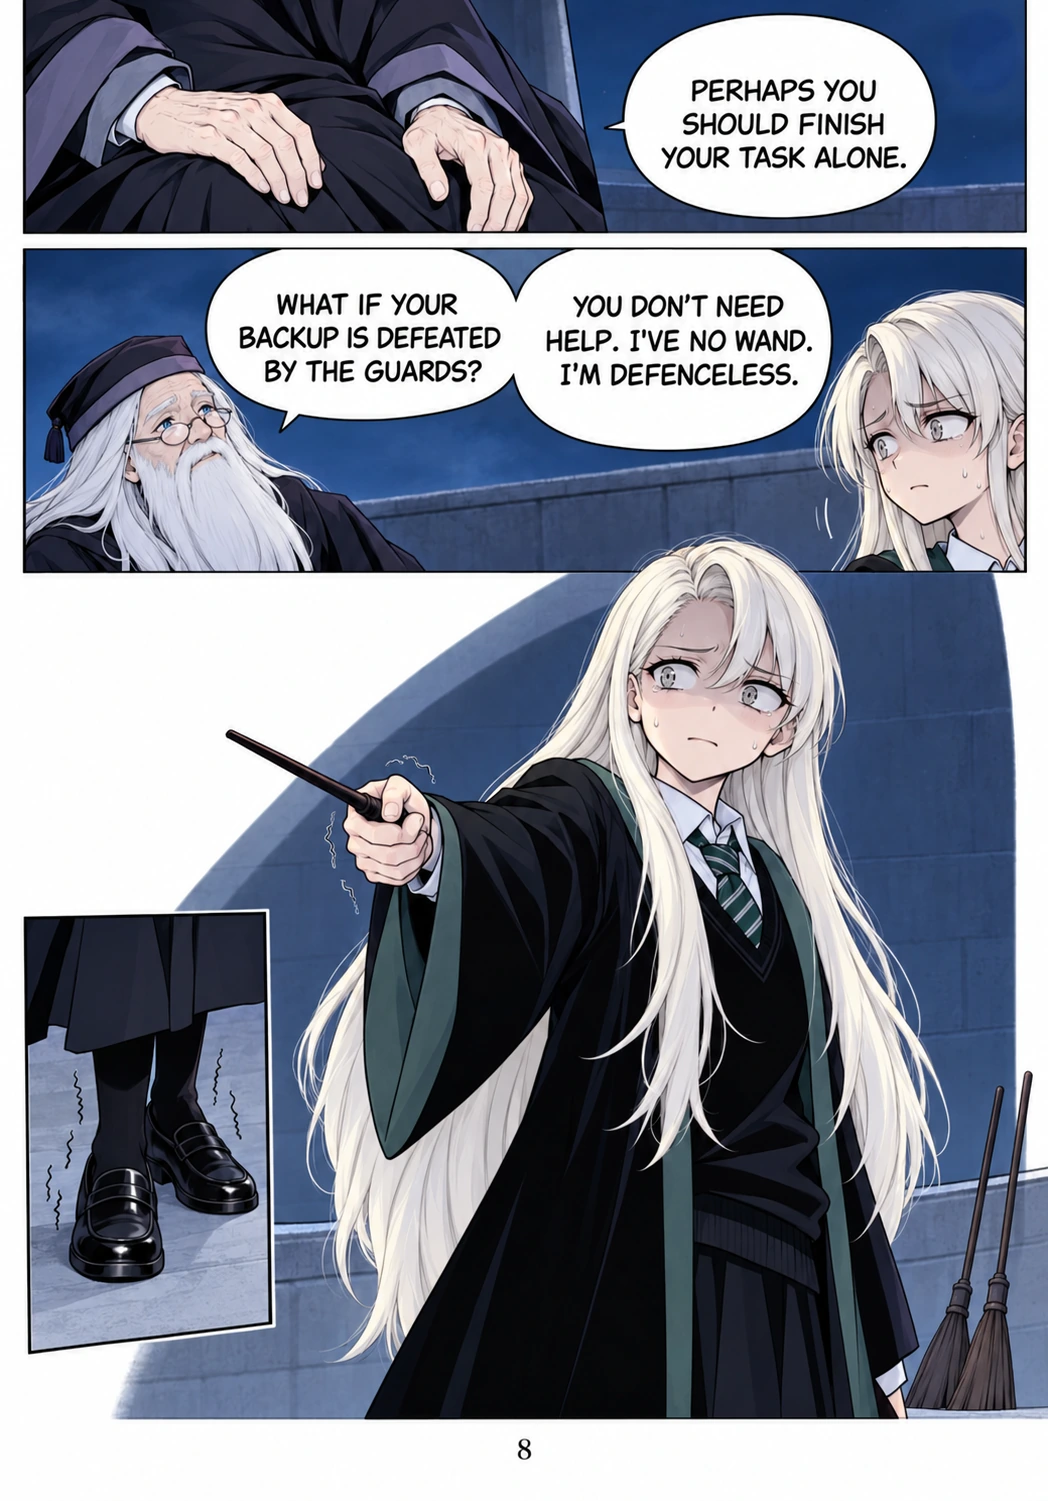 PERHAPS YOU
SHOULD FINISH
YOUR TASK ALONE.
WHAT IF YOUR
BACKUP IS DEFEATED
BY THE GUARDS?
YOU DON'T NEED
HELP. I'VE NO WAND.
I'M DEFENCELESS.
8